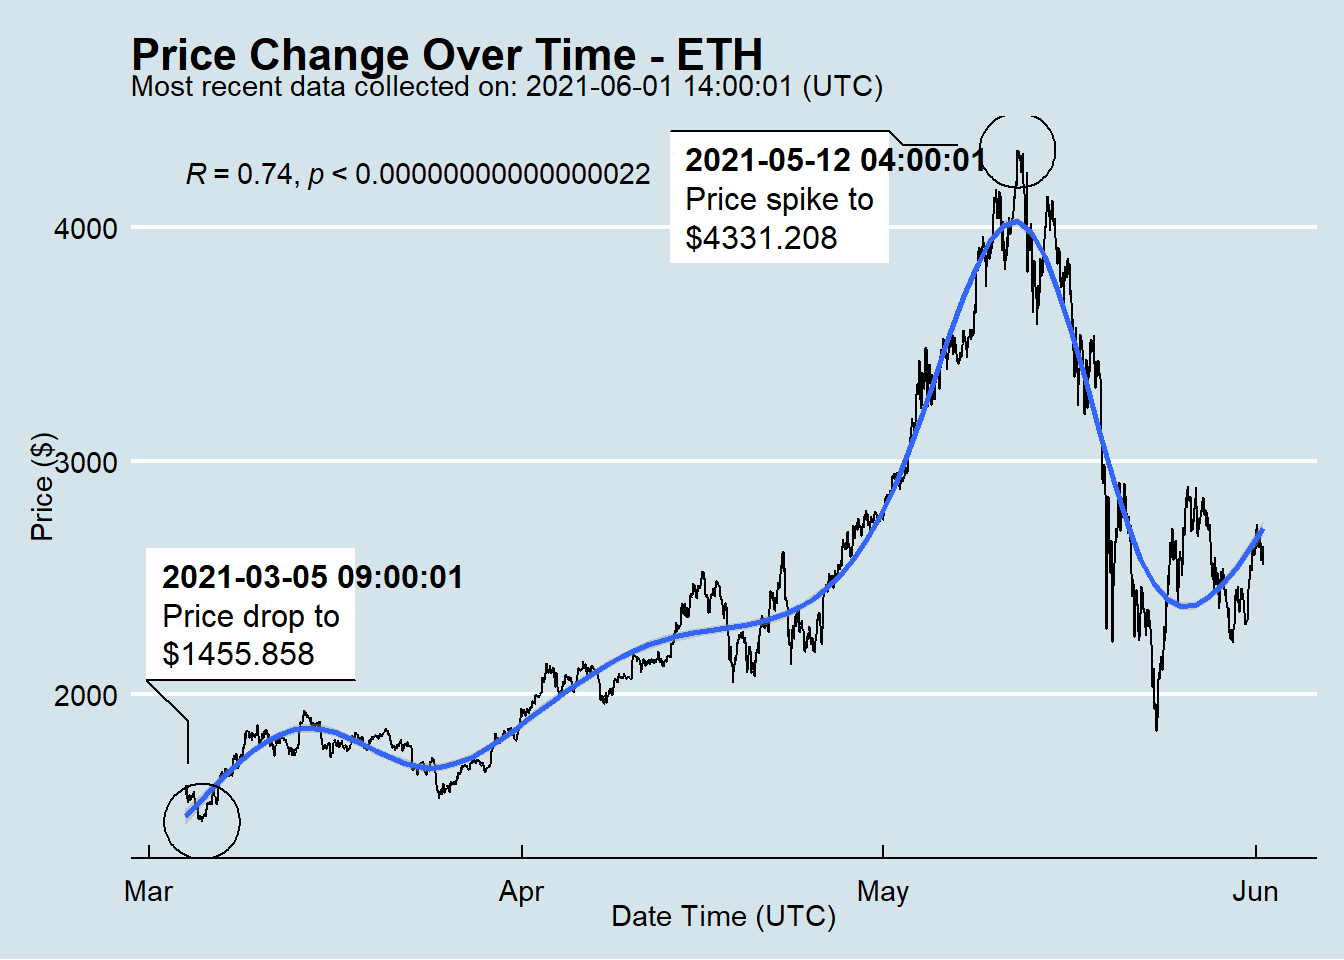 Price Change Over Time - ETH
Most recent data collected on: 2021-06-01 14:00:01 (UTC)
R = 0.74, p < 0.00000000000000022
2021-05-12 04:00:01
Price spike to
$4331.208
4000
3000
2000
Price ($)
2021-03-05 09:00:01
Price drop to
$1455.858
Mar
Apr
May
Jun
Date Time (UTC)